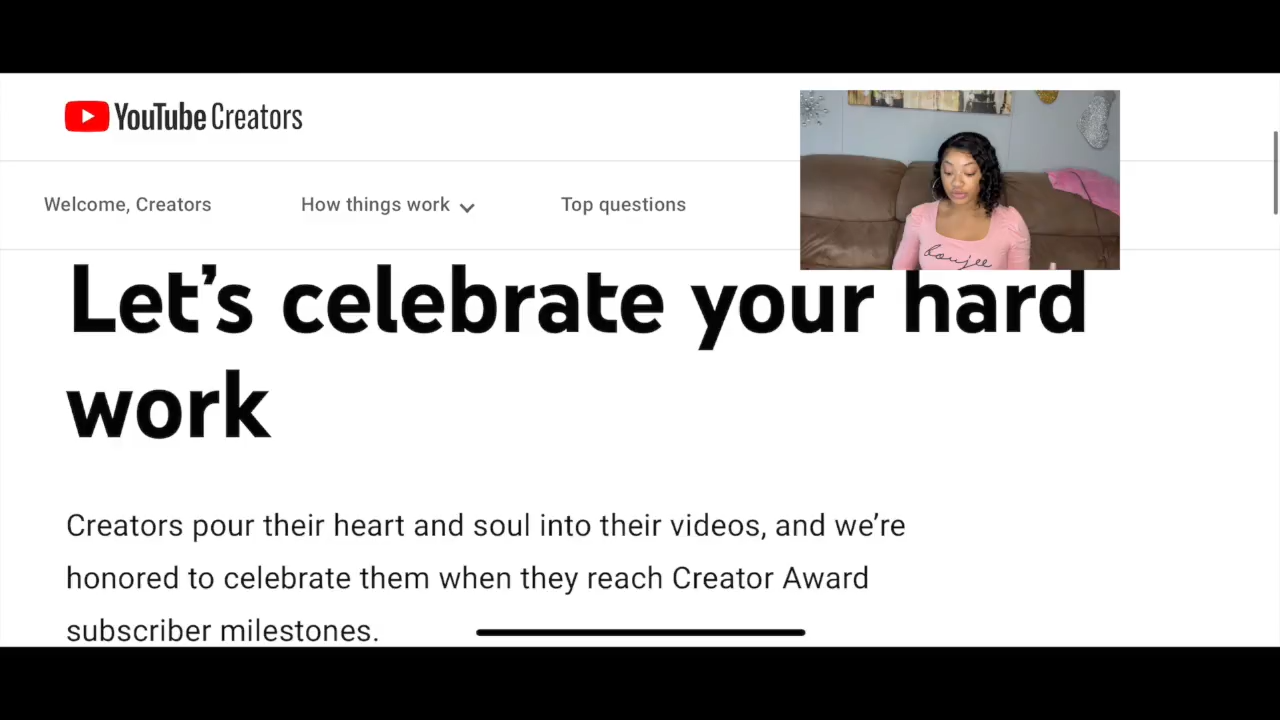 YouTube Creators
Welcome, Creators
How things work
Top questions
boujee
Let’s celebrate your hard
work
Creators pour their heart and soul into their videos, and we’re
honored to celebrate them when they reach Creator Award
subscriber milestones.